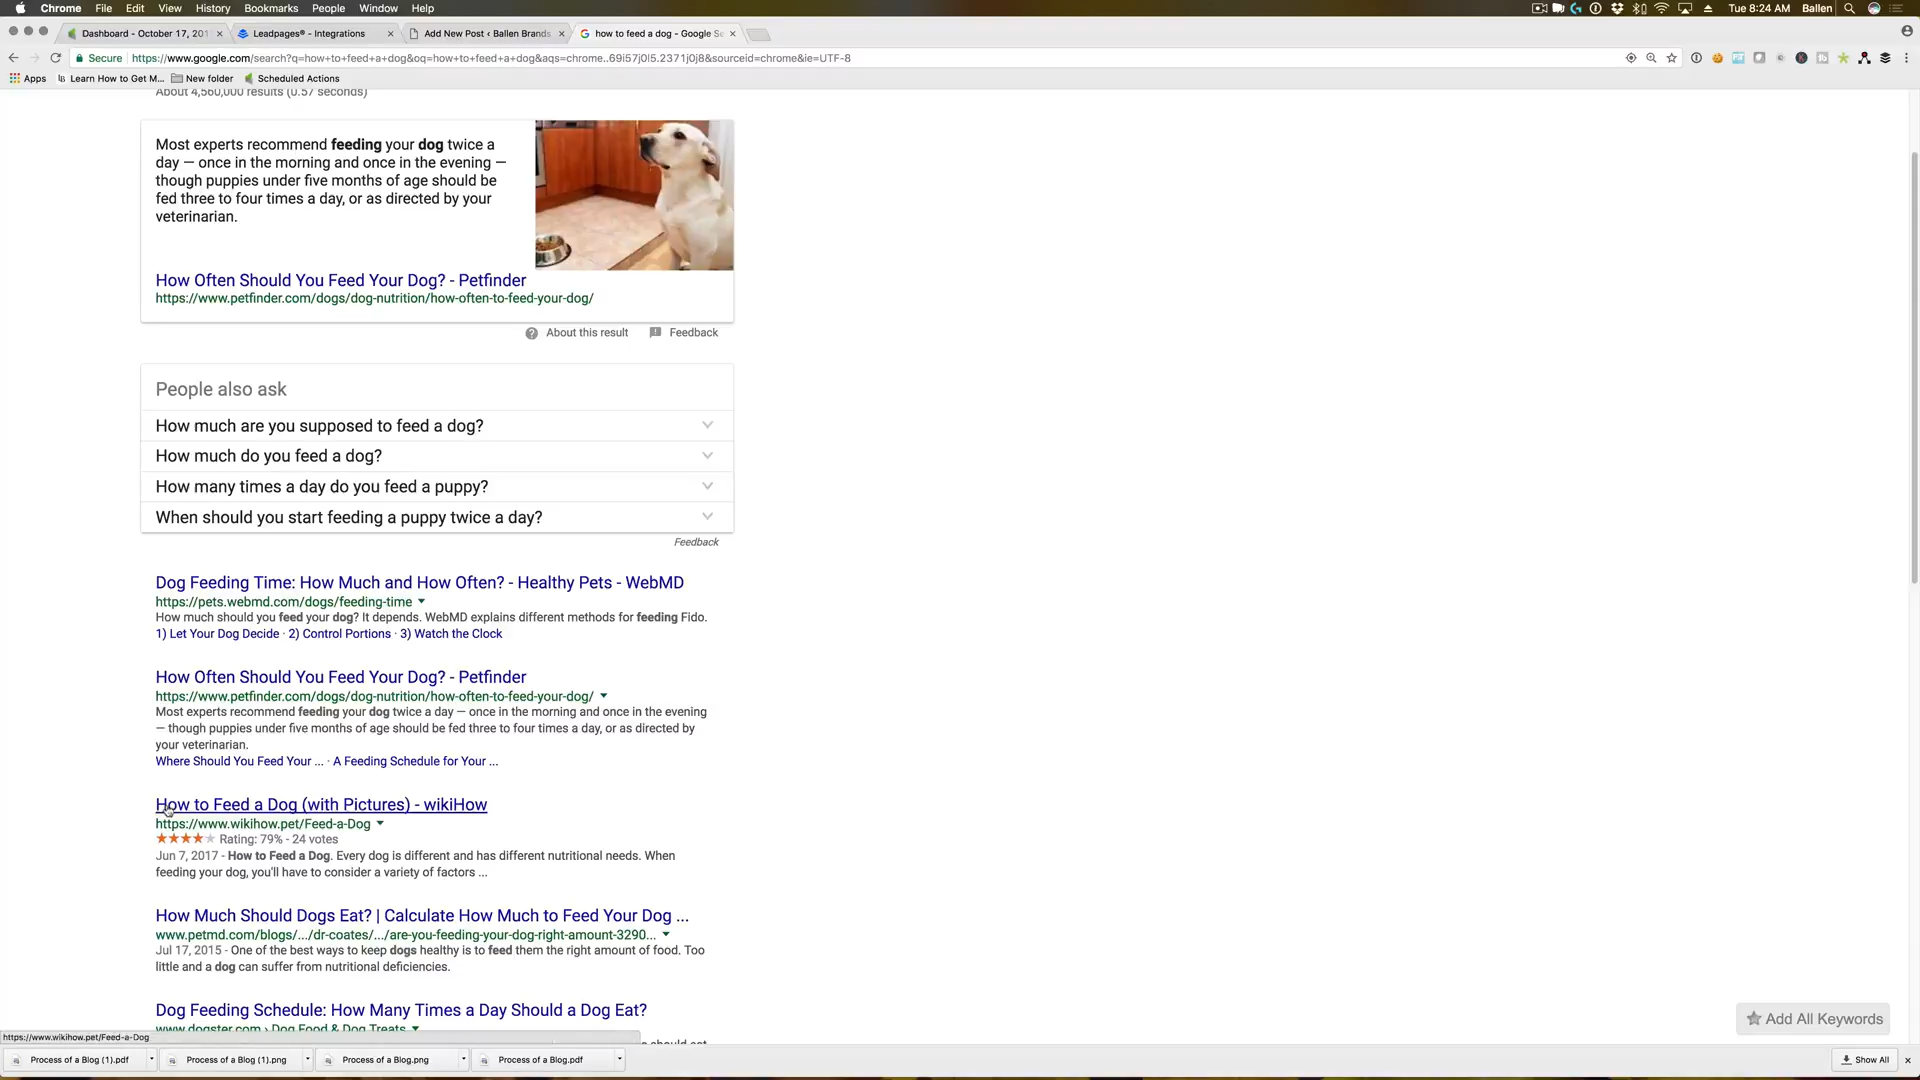 Chrome File Edit View History Bookmarks People Window Help
Tue 8:24 AM Ballen
Dashboard - October 17, 201
Leadpages® - Integrations
Add New Post ‹ Ballen Brands
how to feed a dog - Google Se
Secure https://www.google.com/search?q=how+to+feed+a+dog&oq=how+to+feed+a+dog&aqs=chrome..69i57j0l5.2371j0j8&sourceid=chrome&ie=UTF-8
Apps Learn How to Get M... New folder Scheduled Actions
About 4,560,000 results (0.57 seconds)
Most experts recommend feeding your dog twice a
day — once in the morning and once in the evening —
though puppies under five months of age should be
fed three to four times a day, or as directed by your
veterinarian.
How Often Should You Feed Your Dog? - Petfinder
https://www.petfinder.com/dogs/dog-nutrition/how-often-to-feed-your-dog/
About this result Feedback
People also ask
How much are you supposed to feed a dog?
How much do you feed a dog?
How many times a day do you feed a puppy?
When should you start feeding a puppy twice a day?
Feedback
Dog Feeding Time: How Much and How Often? - Healthy Pets - WebMD
https://pets.webmd.com/dogs/feeding-time
How much should you feed your dog? It depends. WebMD explains different methods for feeding Fido.
1) Let Your Dog Decide · 2) Control Portions · 3) Watch the Clock
How Often Should You Feed Your Dog? - Petfinder
https://www.petfinder.com/dogs/dog-nutrition/how-often-to-feed-your-dog/
Most experts recommend feeding your dog twice a day — once in the morning and once in the evening
— though puppies under five months of age should be fed three to four times a day, or as directed by
your veterinarian.
Where Should You Feed Your ... · A Feeding Schedule for Your ...
How to Feed a Dog (with Pictures) - wikiHow
https://www.wikihow.pet/Feed-a-Dog
Rating: 79% - 24 votes
Jun 7, 2017 - How to Feed a Dog. Every dog is different and has different nutritional needs. When
feeding your dog, you'll have to consider a variety of factors ...
How Much Should Dogs Eat? | Calculate How Much to Feed Your Dog ...
www.petmd.com/blogs/.../dr-coates/.../are-you-feeding-your-dog-right-amount-3290...
Jul 17, 2015 - One of the best ways to keep dogs healthy is to feed them the right amount of food. Too
little and a dog can suffer from nutritional deficiencies.
Dog Feeding Schedule: How Many Times a Day Should a Dog Eat?
www.dogster.com › Dog Food & Dog Treats
Add All Keywords
https://www.wikihow.pet/Feed-a-Dog
Process of a Blog (1).pdf
Process of a Blog (1).png
Process of a Blog.png
Process of a Blog.pdf
Show All